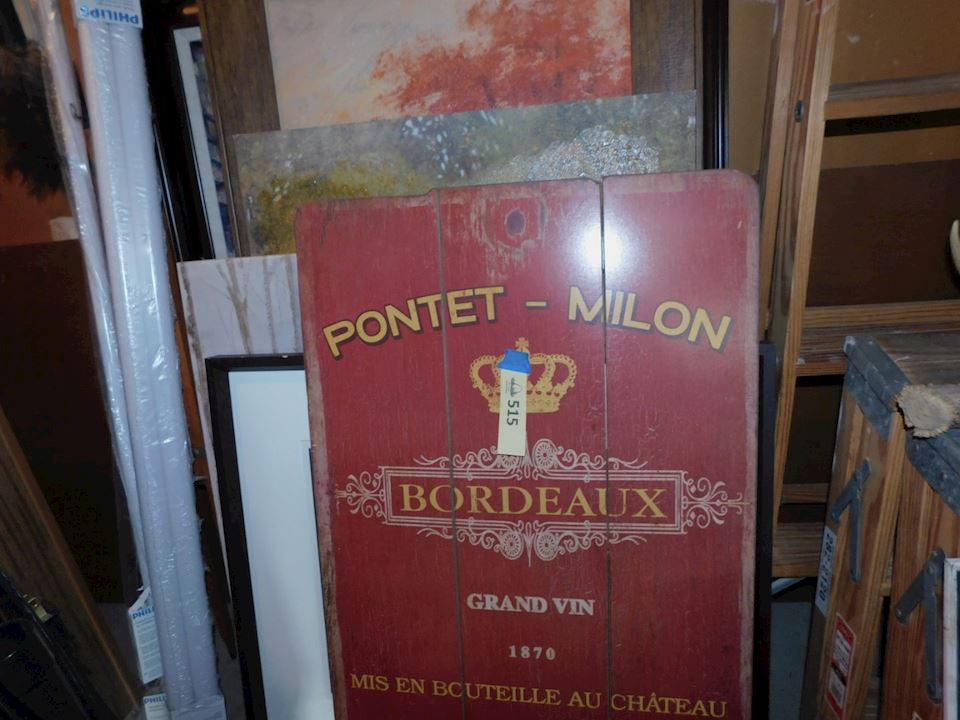 PHILIPS
PONTET - MILON
515
BORDEAUX
GRAND VIN
1870
MIS EN BOUTEILLE AU CHÂTEAU